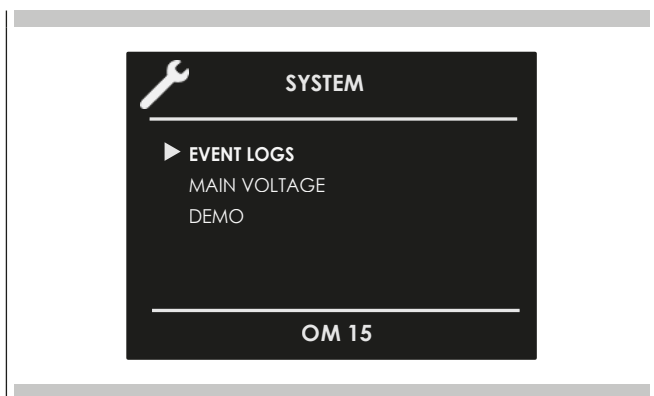 SYSTEM
EVENT LOGS
MAIN VOLTAGE
DEMO
OM 15